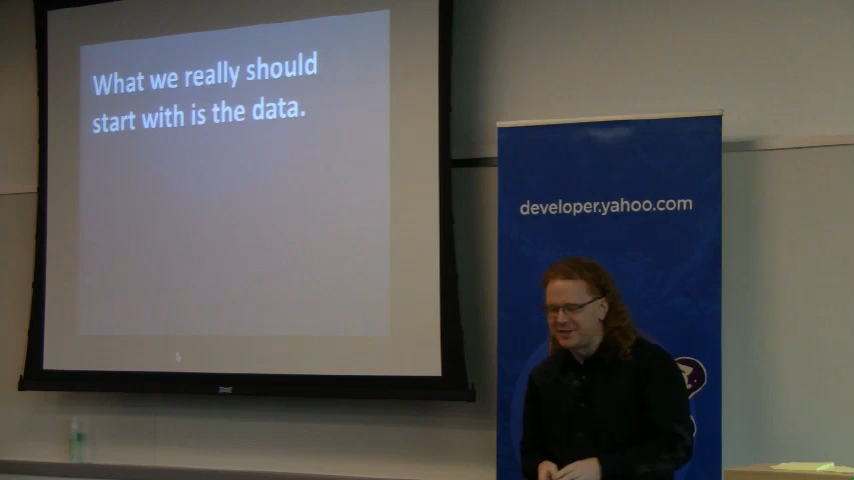 What we really should
start with is the data.
developer.yahoo.com